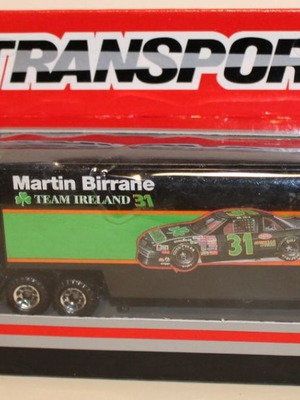 TRANSPOR
Martin Birrane
TEAM IRELAND 31
31